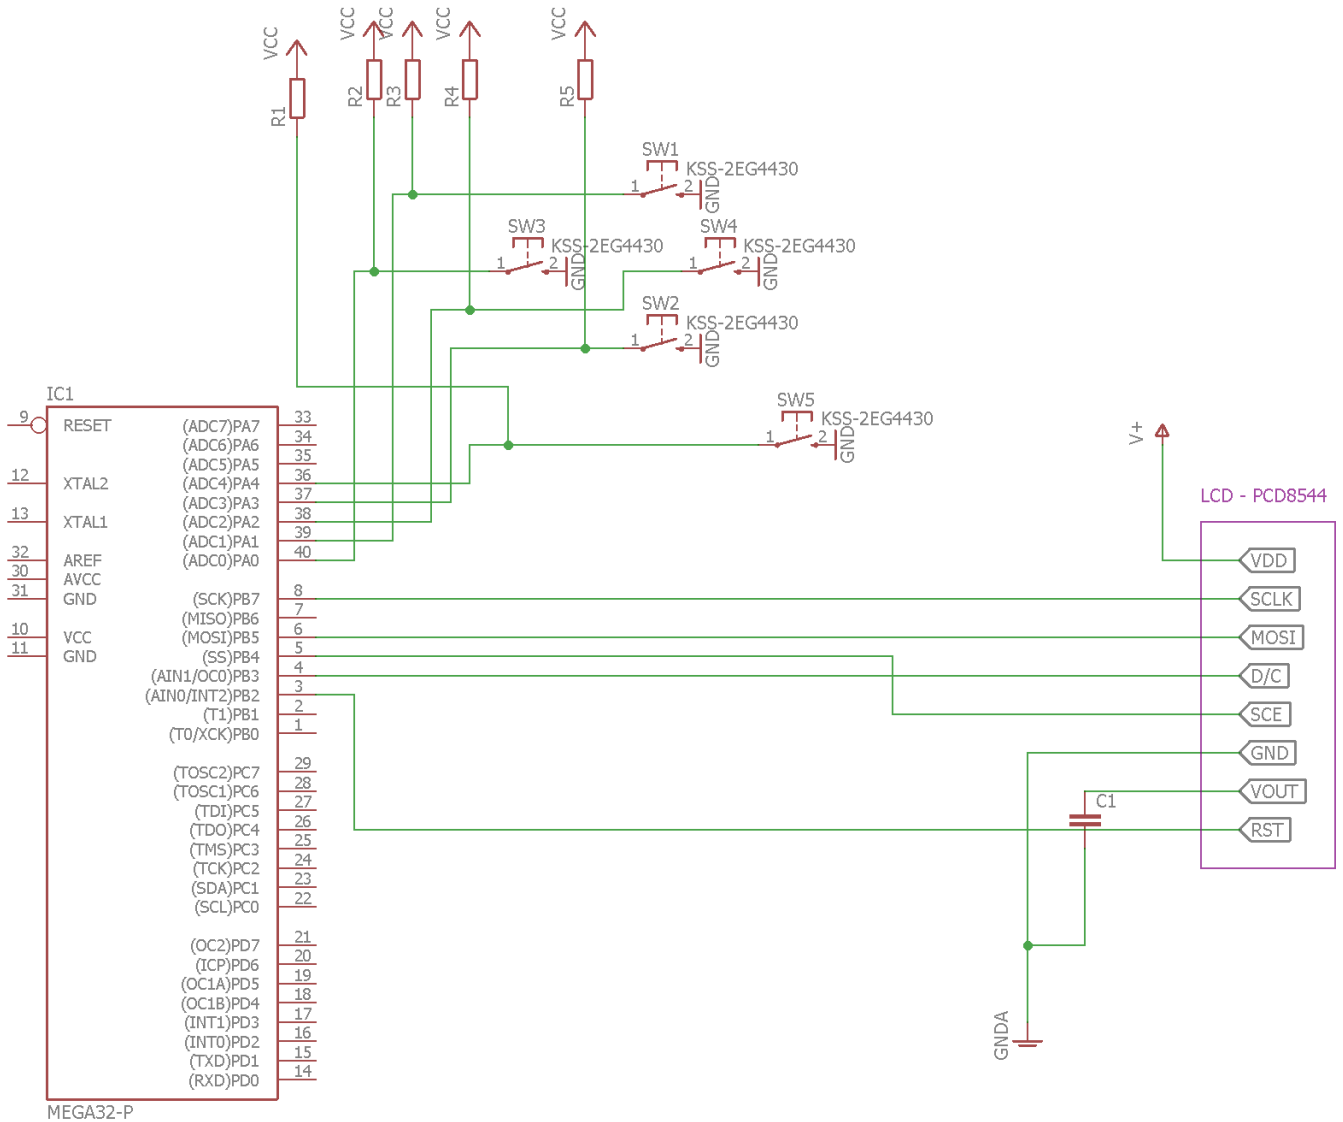 VCC
VCC
VCC
VCC
VCC
R1
R2
R3
R4
R5
SW1
KSS-2EG4430
1
2
GND
SW3
KSS-2EG4430
1
2
GND
SW4
KSS-2EG4430
1
2
GND
SW2
KSS-2EG4430
1
2
GND
SW5
KSS-2EG4430
1
2
GND
IC1
9 RESET
12 XTAL2
13 XTAL1
32 AREF
30 AVCC
31 GND
10 VCC
11 GND
(ADC7)PA7 33
(ADC6)PA6 34
(ADC5)PA5 35
(ADC4)PA4 36
(ADC3)PA3 37
(ADC2)PA2 38
(ADC1)PA1 39
(ADC0)PA0 40
(SCK)PB7 8
(MISO)PB6 7
(MOSI)PB5 6
(SS)PB4 5
(AIN1/OC0)PB3 4
(AIN0/INT2)PB2 3
(T1)PB1 2
(T0/XCK)PB0 1
(TOSC2)PC7 29
(TOSC1)PC6 28
(TDI)PC5 27
(TDO)PC4 26
(TMS)PC3 25
(TCK)PC2 24
(SDA)PC1 23
(SCL)PC0 22
(OC2)PD7 21
(ICP)PD6 20
(OC1A)PD5 19
(OC1B)PD4 18
(INT1)PD3 17
(INT0)PD2 16
(TXD)PD1 15
(RXD)PD0 14
MEGA32-P
V+
LCD - PCD8544
VDD
SCLK
MOSI
D/C
SCE
GND
VOUT
RST
C1
GNDA